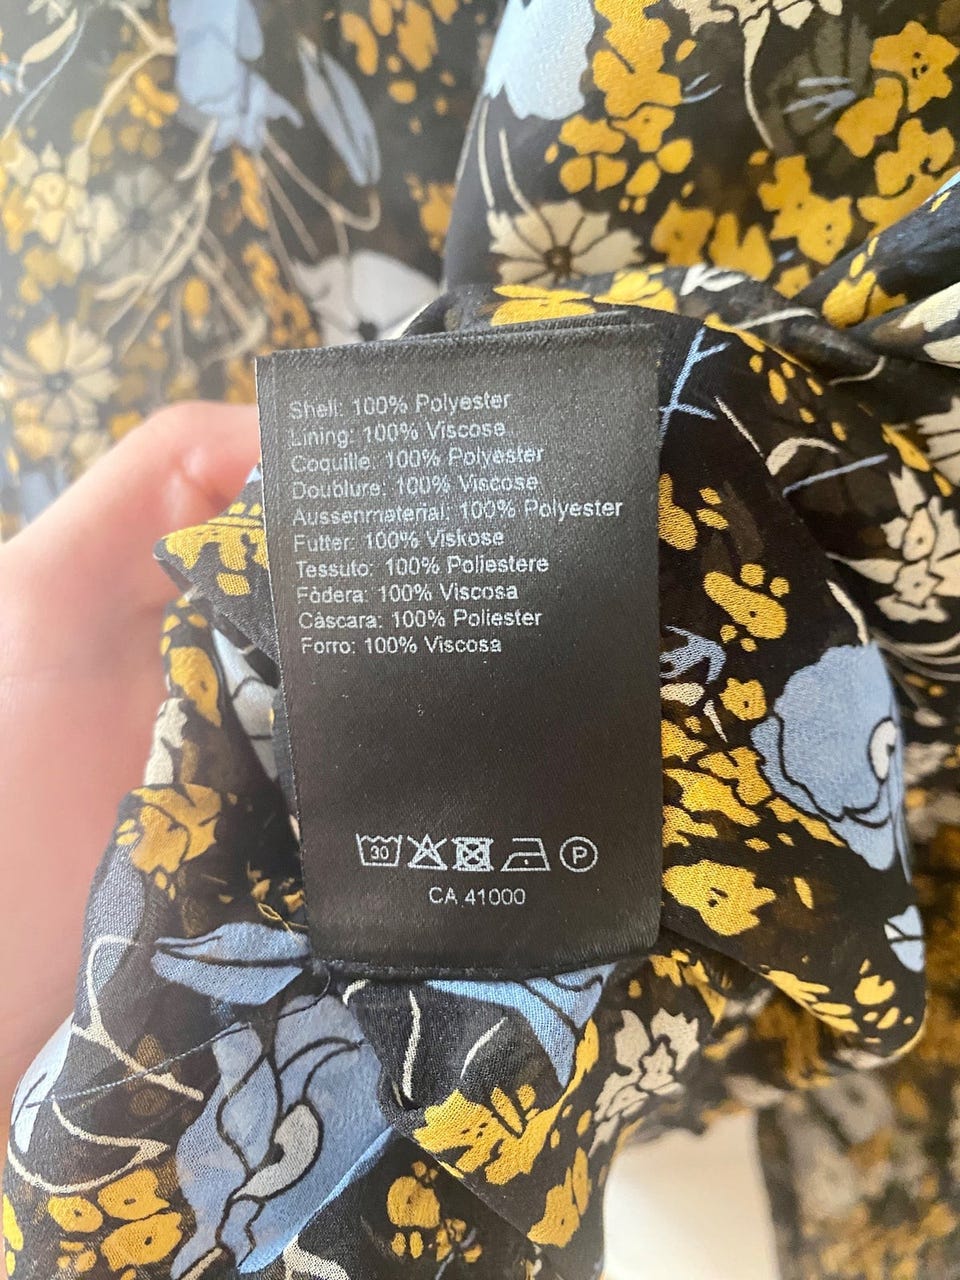 Shell: 100% Polyester
Lining: 100% Viscose
Coquille: 100% Polyester
Doublure: 100% Viscose
Aussenmaterial: 100% Polyester
Futter: 100% Viskose
Tessuto: 100% Poliestere
Fòdera: 100% Viscosa
Càscara: 100% Poliester
Forro: 100% Viscosa
30 P
CA 41000